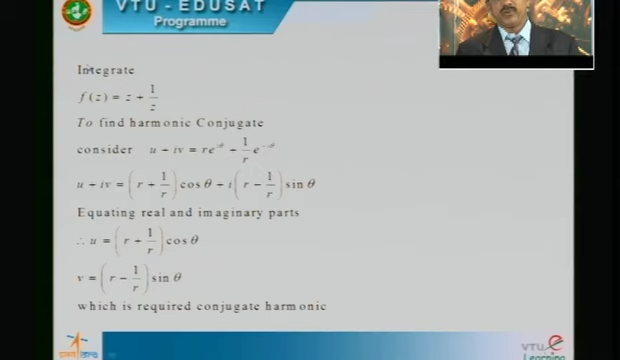 VTU - EDUSAT
Programme
Integrate
f(z) = z + 1/z
To find harmonic Conjugate
consider u + iv = re^{iθ} + 1/r e^{-iθ}
u + iv = (r + 1/r) cos θ + i (r − 1/r) sin θ
Equating real and imaginary parts
∴ u = (r + 1/r) cos θ
v = (r − 1/r) sin θ
which is required conjugate harmonic
VTU e
Learning